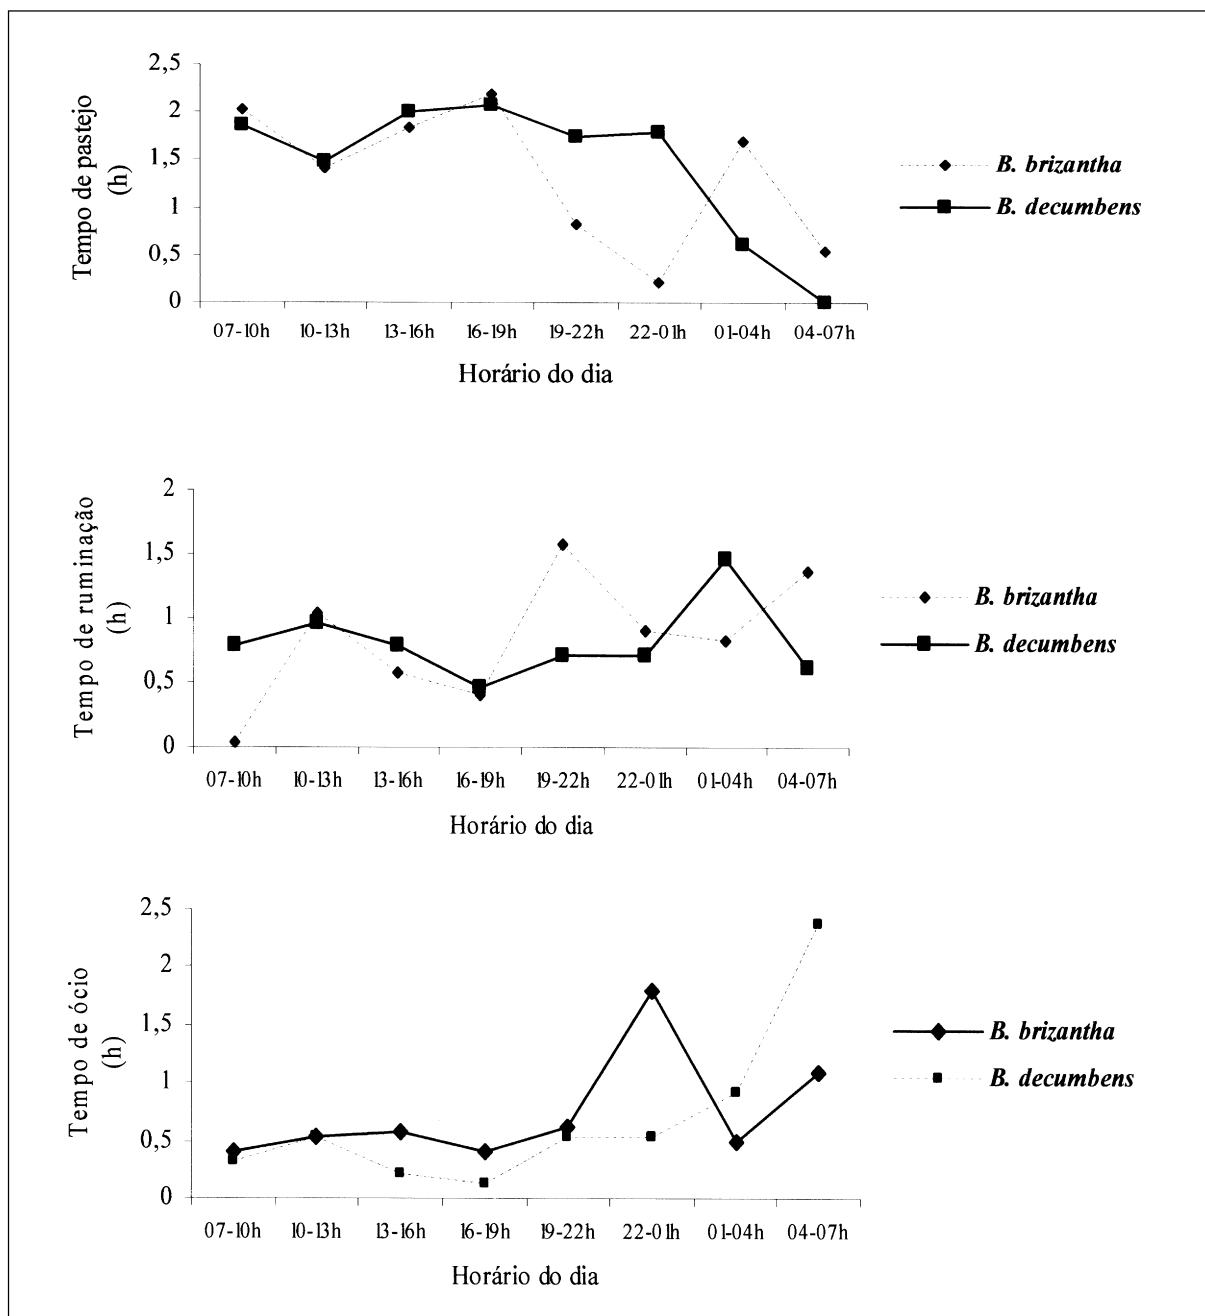 2,5
2
1,5
1
0,5
0
Tempo de pastejo
(h)
07-10h 10-13h 13-16h 16-19h 19-22h 22-01h 01-04h 04-07h
Horário do dia
B. brizantha
B. decumbens
2
1,5
1
0,5
0
Tempo de ruminação
(h)
07-10h 10-13h 13-16h 16-19h 19-22h 22-01h 01-04h 04-07h
Horário do dia
B. brizantha
B. decumbens
2,5
2
1,5
1
0,5
0
Tempo de ócio
(h)
07-10h 10-13h 13-16h 16-19h 19-22h 22-01h 01-04h 04-07h
Horário do dia
B. brizantha
B. decumbens